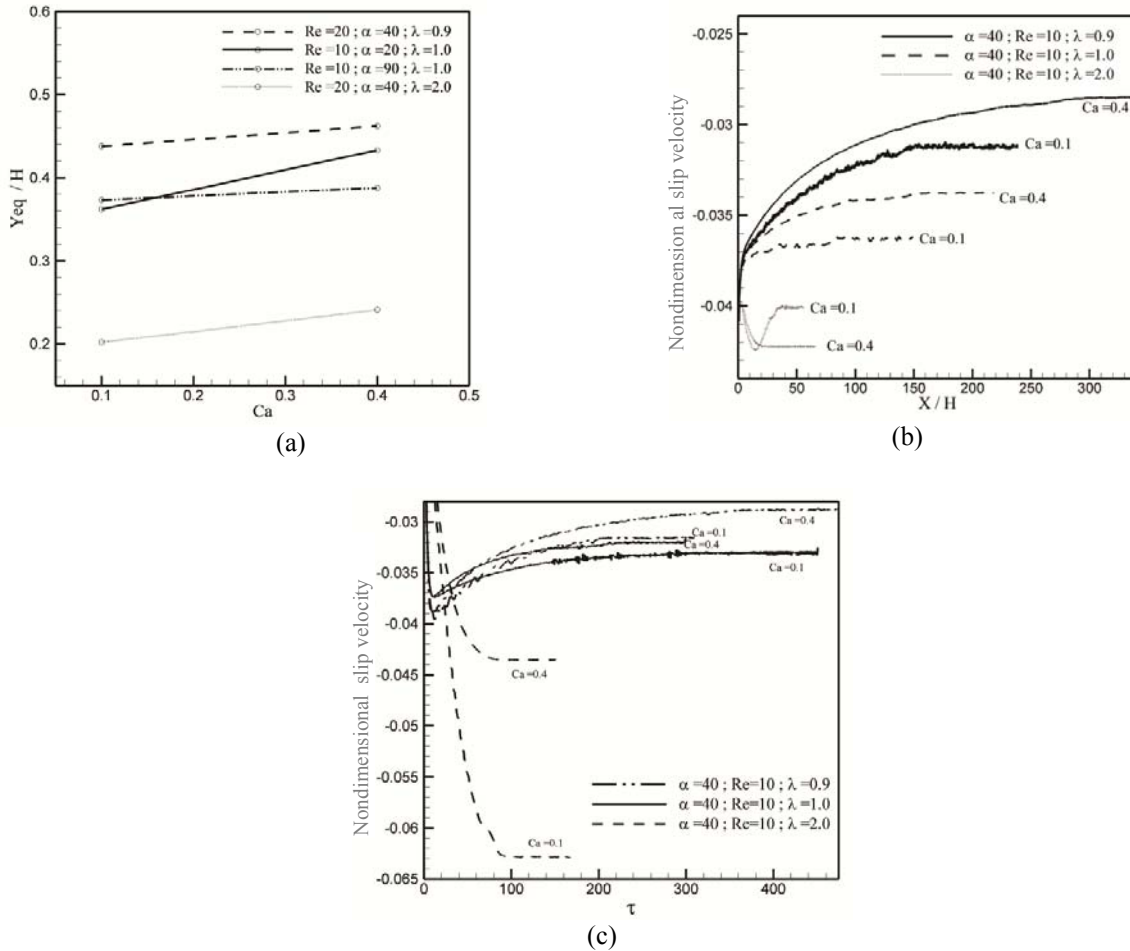 Re =20 ; α =40 ; λ =0.9
Re =10 ; α =20 ; λ =1.0
Re =10 ; α =90 ; λ =1.0
Re =20 ; α =40 ; λ =2.0
0.6
0.5
0.4
0.3
0.2
Yeq / H
0.1
0.2
0.3
0.4
0.5
Ca
(a)
α =40 ; Re =10 ; λ =0.9
α =40 ; Re =10 ; λ =1.0
α =40 ; Re =10 ; λ =2.0
-0.025
-0.03
-0.035
-0.04
Nondimension al slip velocity
Ca =0.4
Ca =0.1
Ca =0.4
Ca =0.1
Ca =0.1
Ca =0.4
0
50
100
150
200
250
300
X / H
(b)
-0.03
-0.035
-0.04
-0.045
-0.05
-0.055
-0.06
-0.065
Nondimensional slip velocity
Ca =0.4
Ca =0.1
Ca =0.4
Ca =0.1
Ca =0.4
Ca =0.1
α =40 ; Re=10 ; λ =0.9
α =40 ; Re=10 ; λ =1.0
α =40 ; Re=10 ; λ =2.0
0
100
200
300
400
τ
(c)